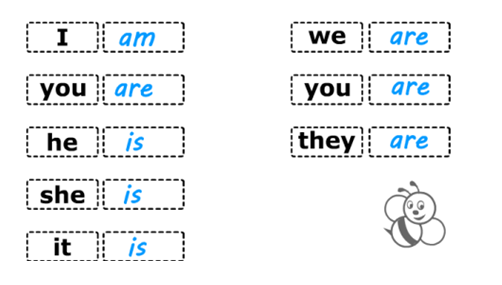 I am
you are
he is
she is
it is
we are
you are
they are